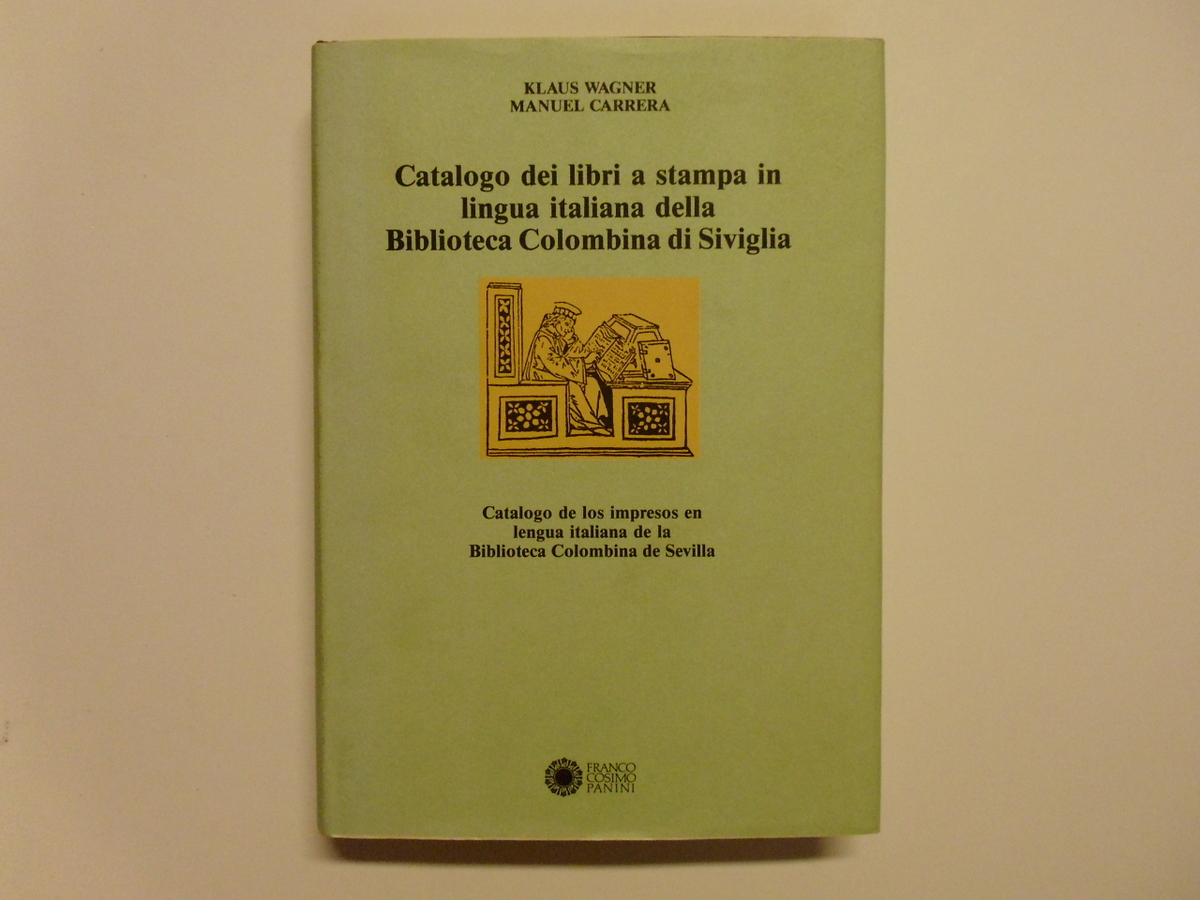 KLAUS WAGNER
MANUEL CARRERA
Catalogo dei libri a stampa in
lingua italiana della
Biblioteca Colombina di Siviglia
Catalogo de los impresos en
lengua italiana de la
Biblioteca Colombina de Sevilla
FRANCO
COSIMO
PANINI